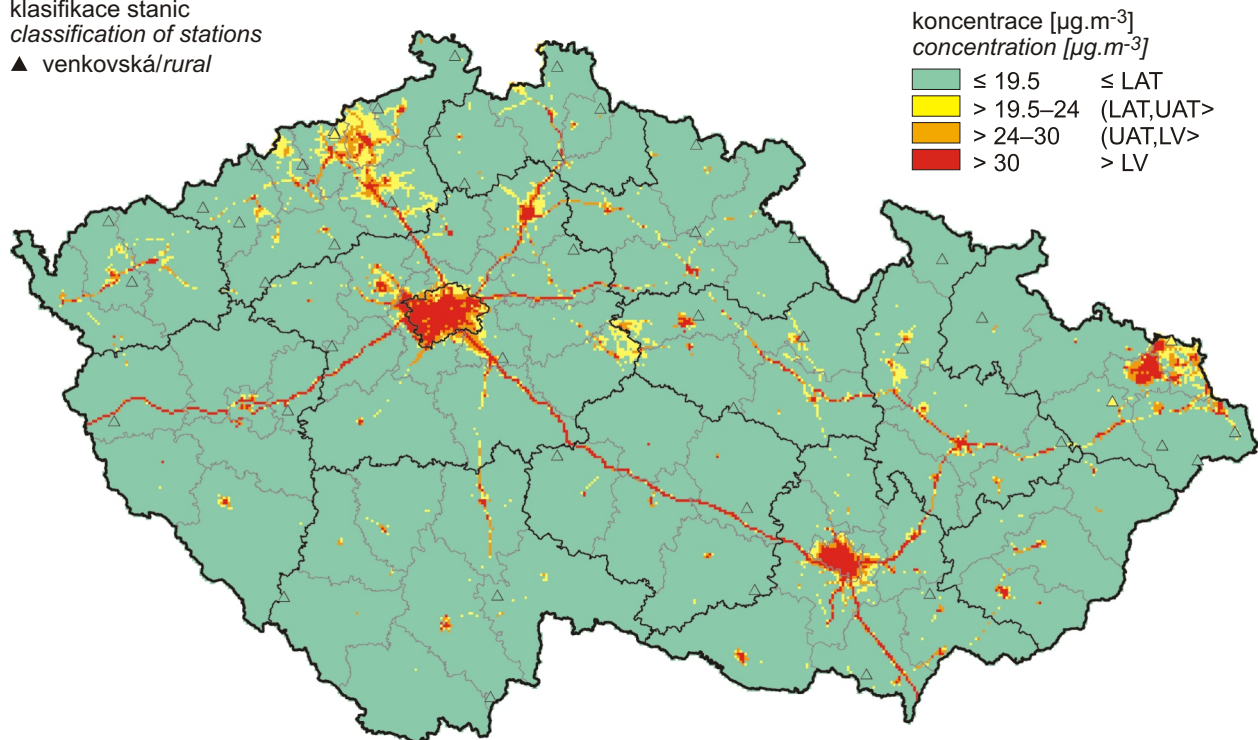 klasifikace stanic
classification of stations
▲ venkovská/rural
koncentrace [µg.m-3]
concentration [µg.m-3]
≤ 19.5 ≤ LAT
> 19.5–24 (LAT,UAT>
> 24–30 (UAT,LV>
> 30 > LV